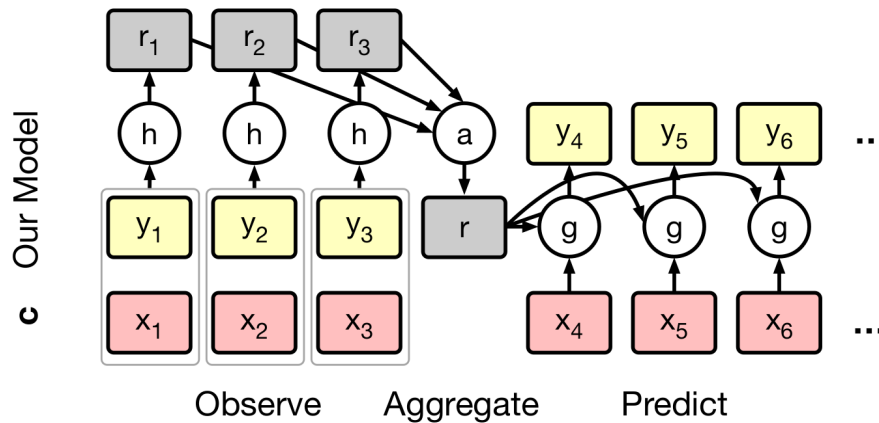 r1 r2 r3
h h h a
y4 y5 y6 ...
y1 y2 y3 r g g g
x1 x2 x3 x4 x5 x6 ...
Observe Aggregate Predict
c Our Model